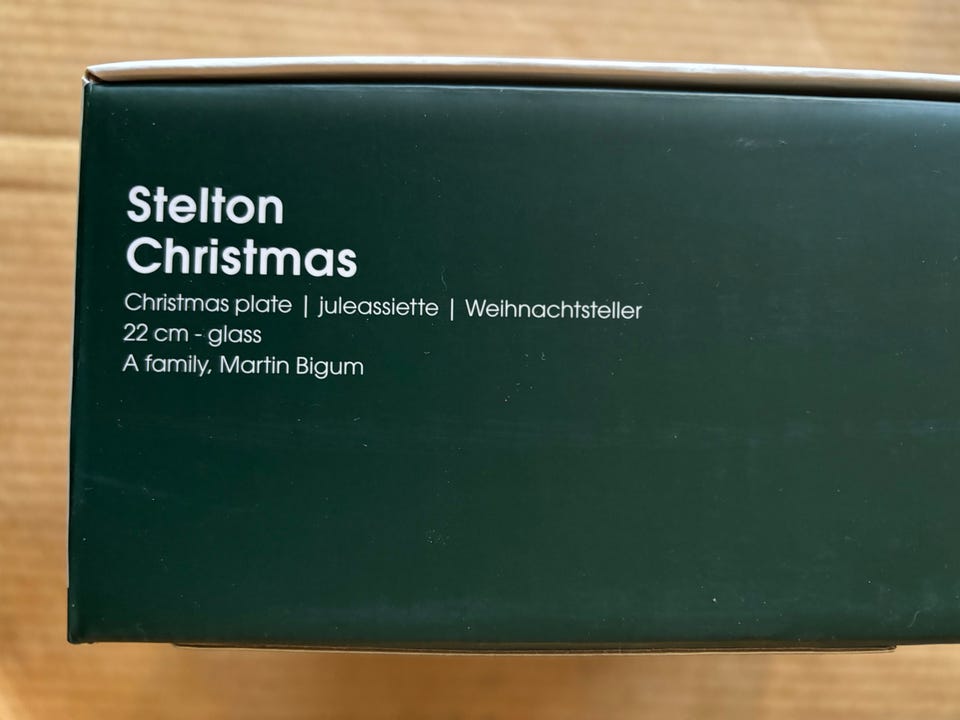 Stelton
Christmas
Christmas plate | juleassiette | Weihnachtsteller
22 cm - glass
A family, Martin Bigum